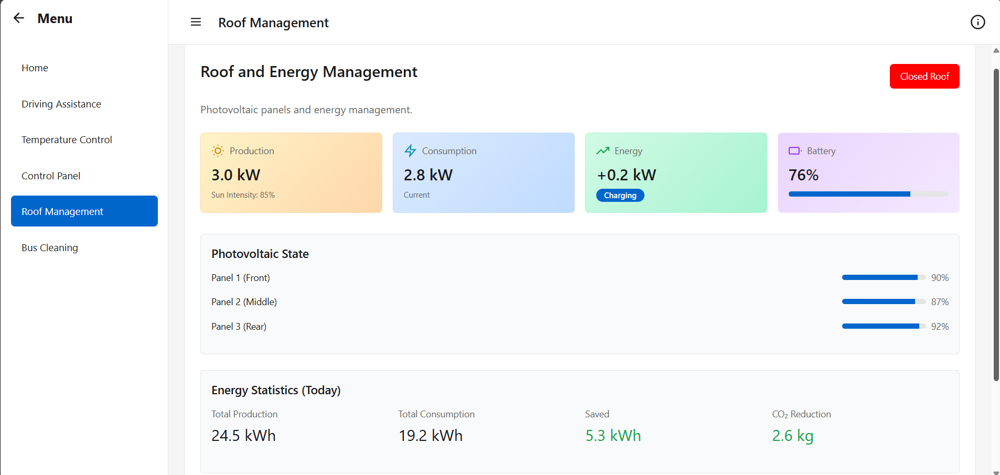 Menu
Home
Driving Assistance
Temperature Control
Control Panel
Roof Management
Bus Cleaning
Roof Management
Roof and Energy Management
Closed Roof
Photovoltaic panels and energy management.
Production
3.0 kW
Sun Intensity: 85%
Consumption
2.8 kW
Current
Energy
+0.2 kW
Charging
Battery
76%
Photovoltaic State
Panel 1 (Front)
90%
Panel 2 (Middle)
87%
Panel 3 (Rear)
92%
Energy Statistics (Today)
Total Production
24.5 kWh
Total Consumption
19.2 kWh
Saved
5.3 kWh
CO₂ Reduction
2.6 kg